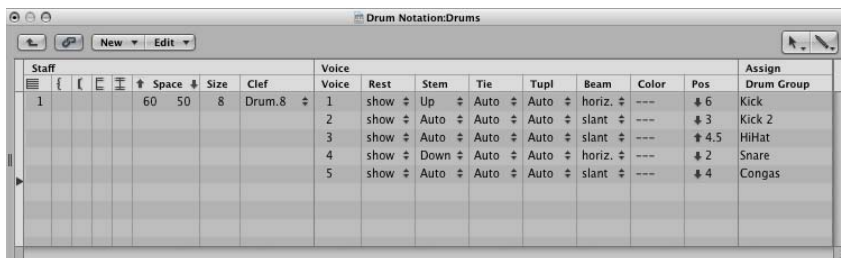 Drum Notation:Drums
New Edit
Staff Voice Assign
Space Size Clef Voice Rest Stem Tie Tupl Beam Color Pos Drum Group
1 60 50 8 Drum.8 1 show Up Auto Auto horiz. --- 6 Kick
2 show Auto Auto Auto slant --- 3 Kick 2
3 show Auto Auto Auto slant --- 4.5 HiHat
4 show Down Auto Auto horiz. --- 2 Snare
5 show Auto Auto Auto slant --- 4 Congas